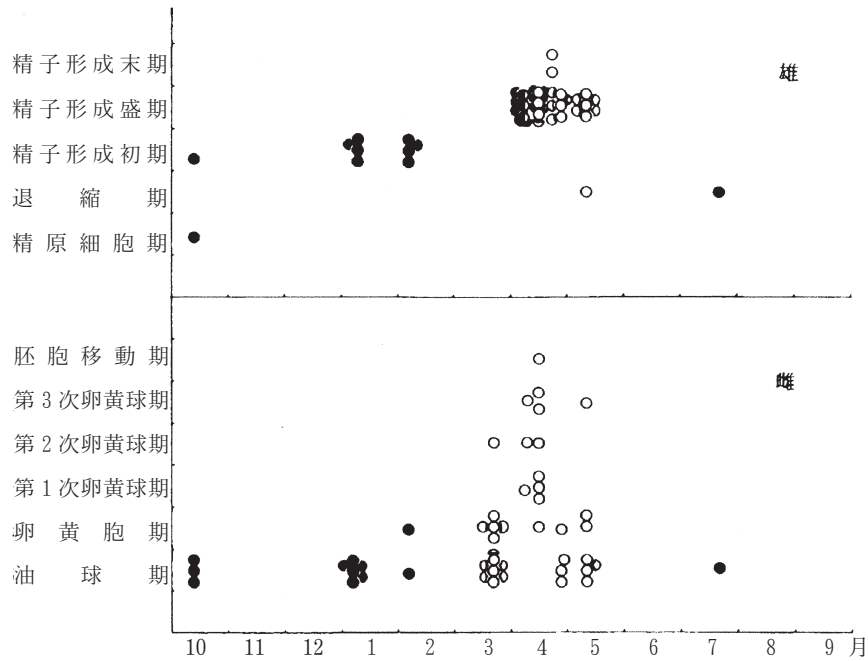 精子形成末期
雄
精子形成盛期
精子形成初期
退縮期
精原細胞期
胚胞移動期
雌
第3次卵黄球期
第2次卵黄球期
第1次卵黄球期
卵黄胞期
油球期
10 11 12 1 2 3 4 5 6 7 8 9 月